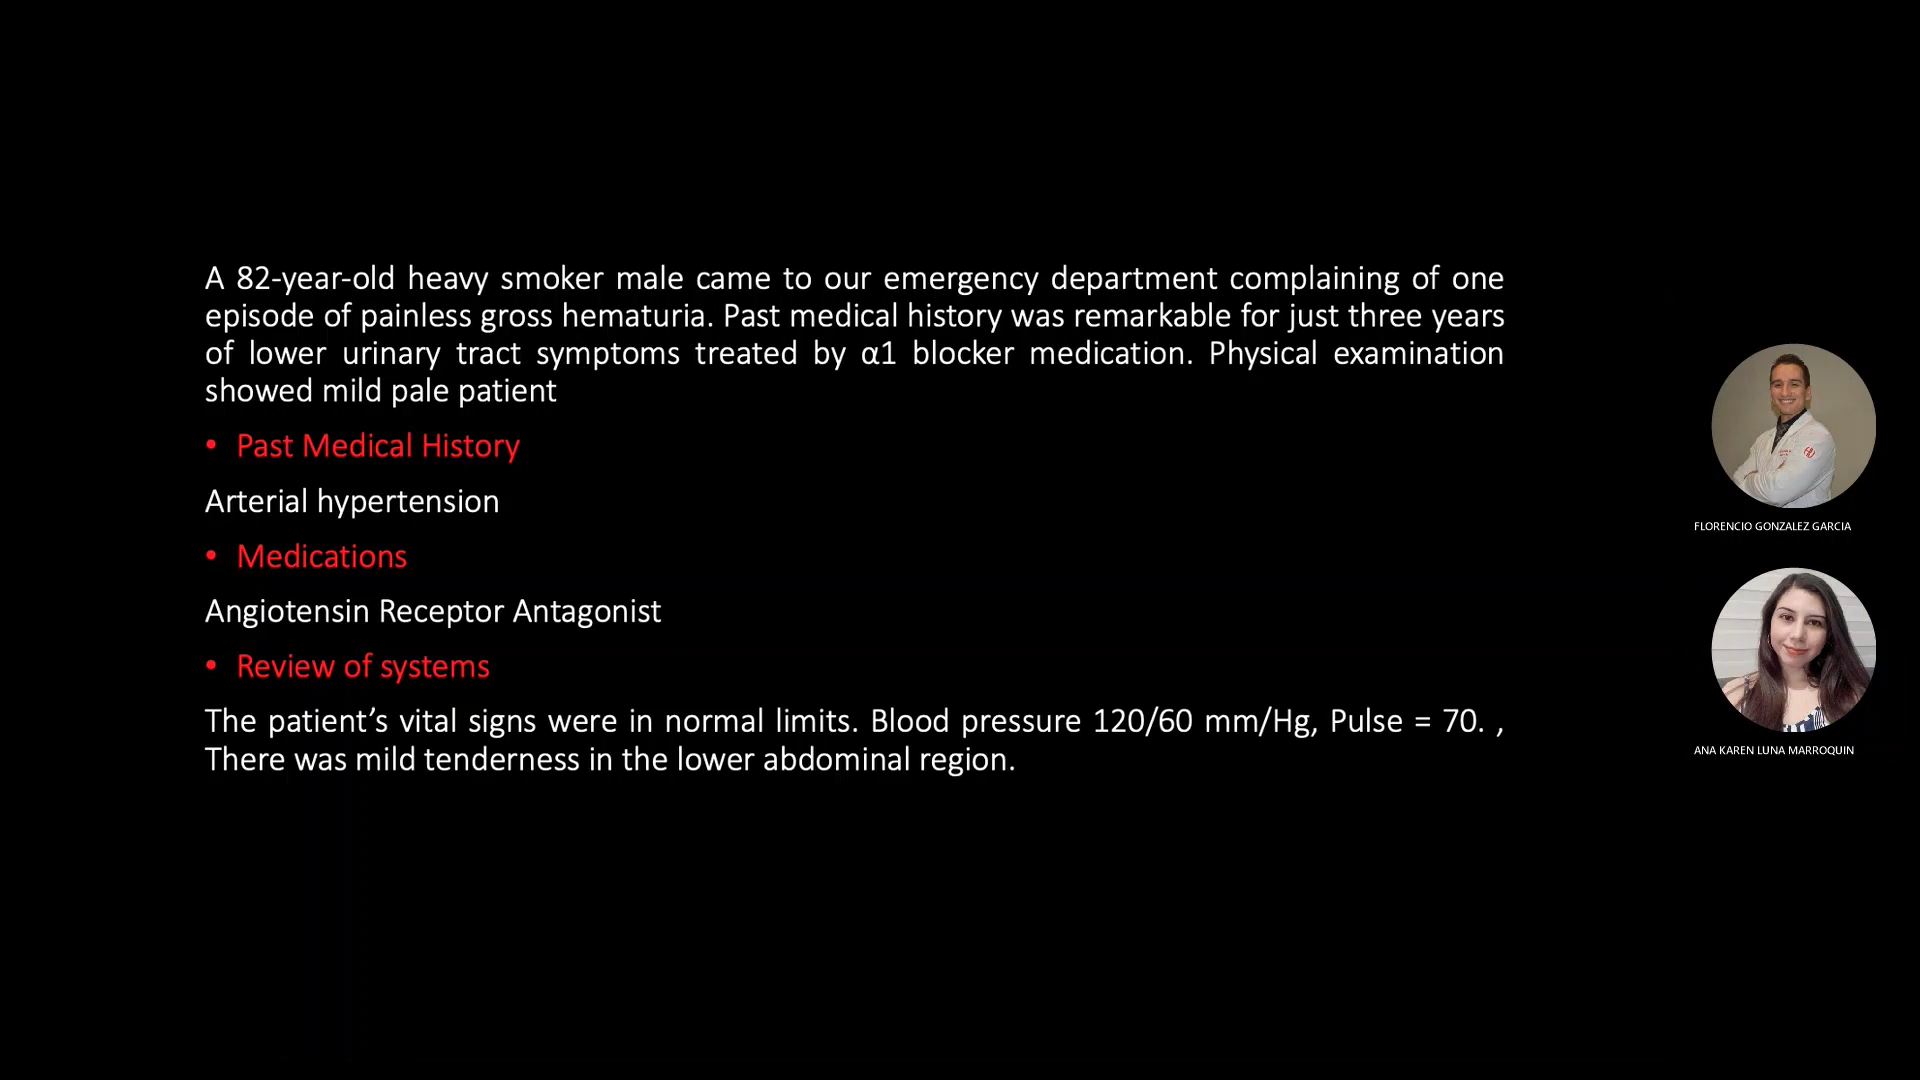 A 82-year-old heavy smoker male came to our emergency department complaining of one
episode of painless gross hematuria. Past medical history was remarkable for just three years
of lower urinary tract symptoms treated by α1 blocker medication. Physical examination
showed mild pale patient
• Past Medical History
Arterial hypertension
• Medications
Angiotensin Receptor Antagonist
• Review of systems
The patient’s vital signs were in normal limits. Blood pressure 120/60 mm/Hg, Pulse = 70. ,
There was mild tenderness in the lower abdominal region.
FLORENCIO GONZALEZ GARCIA
ANA KAREN LUNA MARROQUIN